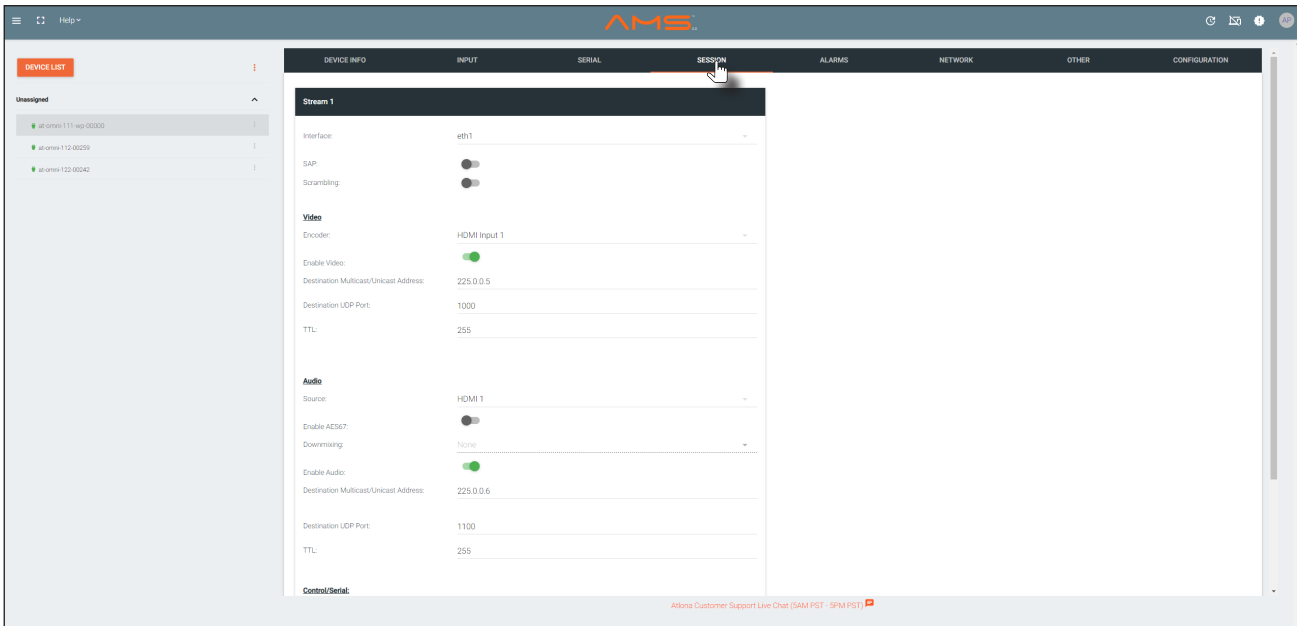 Help
AMS
AP
DEVICE LIST
DEVICE INFO INPUT SERIAL SESSION ALARMS NETWORK OTHER CONFIGURATION
Unassigned
at-omni-111-wp-00000
at-omni-112-00259
at-omni-122-00242
Stream 1
Interface: eth1
SAP:
Scrambling:
Video
Encoder: HDMI Input 1
Enable Video:
Destination Multicast/Unicast Address: 225.0.0.5
Destination UDP Port: 1000
TTL: 255
Audio
Source: HDMI 1
Enable AES67:
Downmixing: None
Enable Audio:
Destination Multicast/Unicast Address: 225.0.0.6
Destination UDP Port: 1100
TTL: 255
Control/Serial:
Atlona Customer Support Live Chat (5AM PST - 5PM PST)